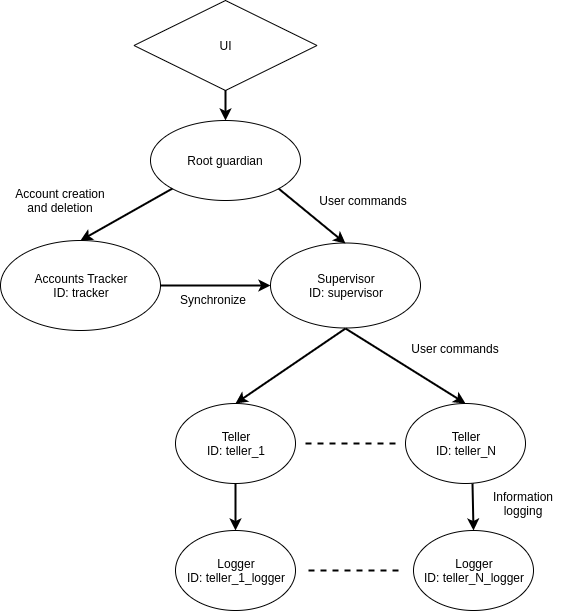 UI
Root guardian
Account creation
and deletion
User commands
Accounts Tracker
ID: tracker
Synchronize
Supervisor
ID: supervisor
User commands
Teller
ID: teller_1
Teller
ID: teller_N
Information
logging
Logger
ID: teller_1_logger
Logger
ID: teller_N_logger